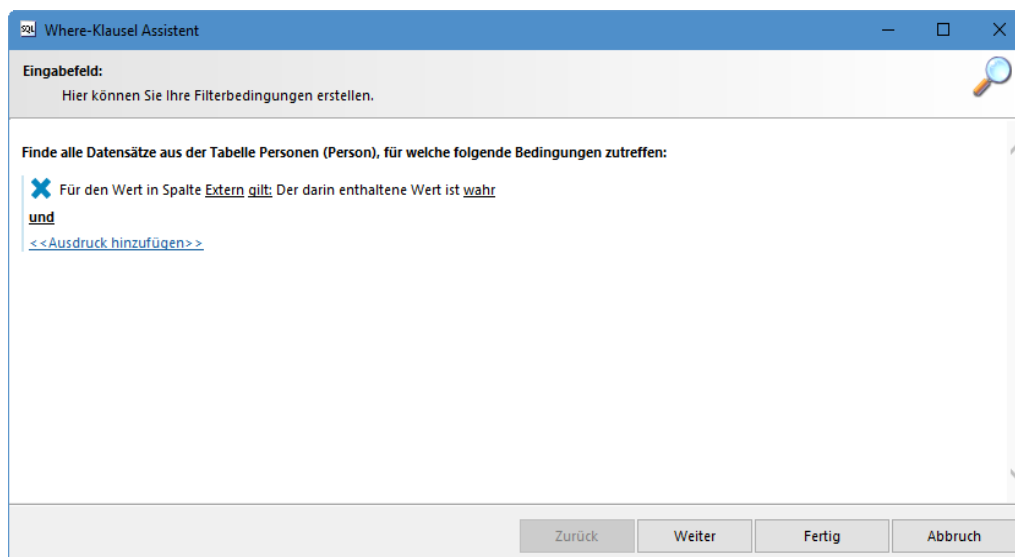 SQL Where-Klausel Assistent
Eingabefeld:
Hier können Sie Ihre Filterbedingungen erstellen.
Finde alle Datensätze aus der Tabelle Personen (Person), für welche folgende Bedingungen zutreffen:
Für den Wert in Spalte Extern gilt: Der darin enthaltene Wert ist wahr
und
<<Ausdruck hinzufügen>>
Zurück Weiter Fertig Abbruch